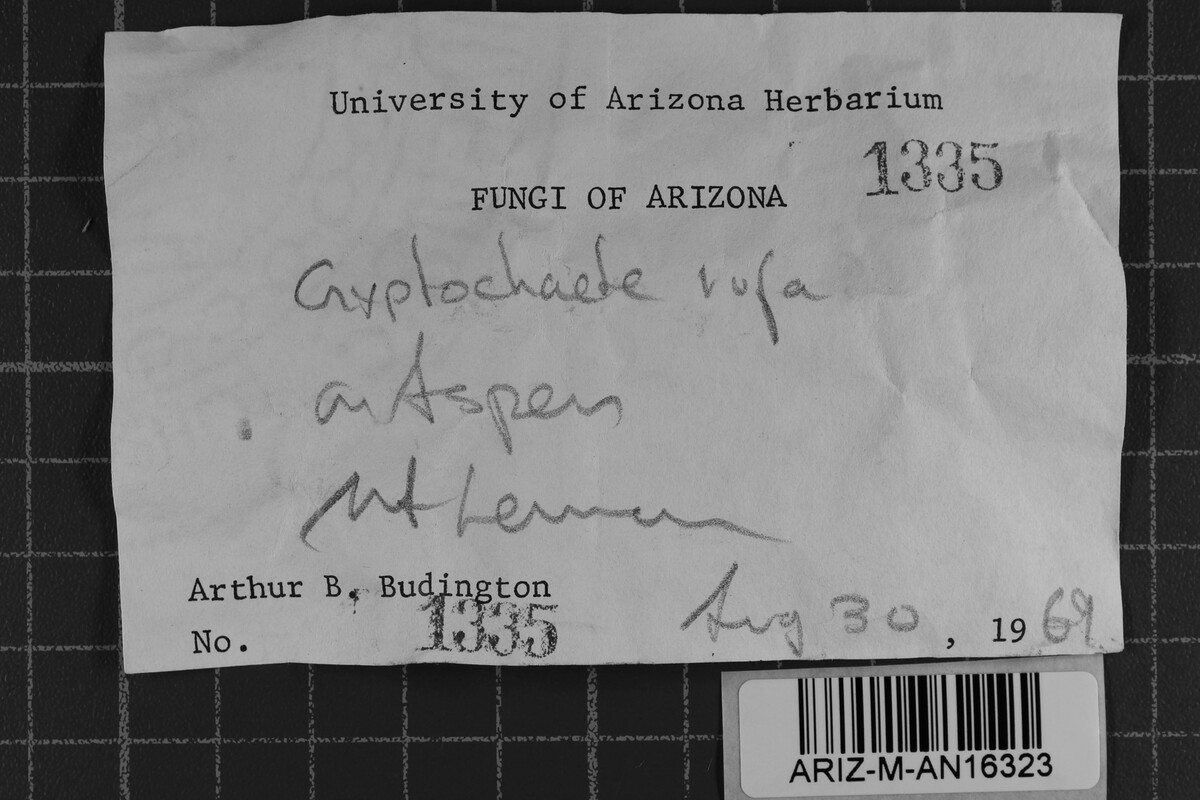 University of Arizona Herbarium
1335
FUNGI OF ARIZONA
Cryptochaete rufa
on Aspen
Mt Lemmon
Arthur B. Budington
No. 1335
Aug 30, 1969
ARIZ-M-AN16323